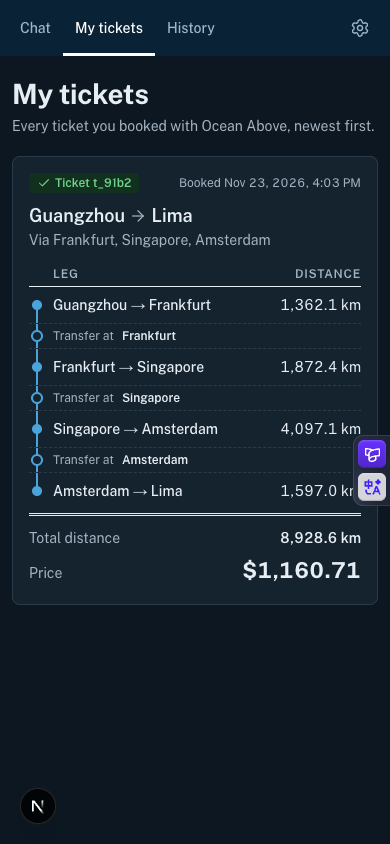 Chat My tickets History
My tickets
Every ticket you booked with Ocean Above, newest first.
Ticket t_91b2 Booked Nov 23, 2026, 4:03 PM
Guangzhou → Lima
Via Frankfurt, Singapore, Amsterdam
LEG DISTANCE
Guangzhou → Frankfurt 1,362.1 km
Transfer at Frankfurt
Frankfurt → Singapore 1,872.4 km
Transfer at Singapore
Singapore → Amsterdam 4,097.1 km
Transfer at Amsterdam
Amsterdam → Lima 1,597.0 km
Total distance 8,928.6 km
Price $1,160.71
N